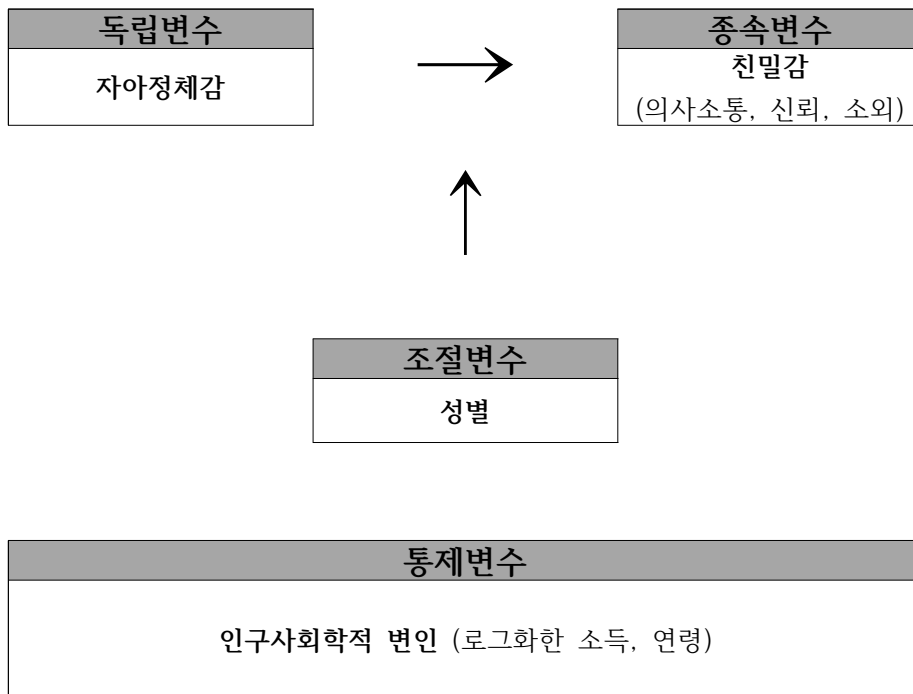 독립변수
자아정체감
종속변수
친밀감
(의사소통, 신뢰, 소외)
조절변수
성별
통제변수
인구사회학적 변인 (로그화한 소득, 연령)